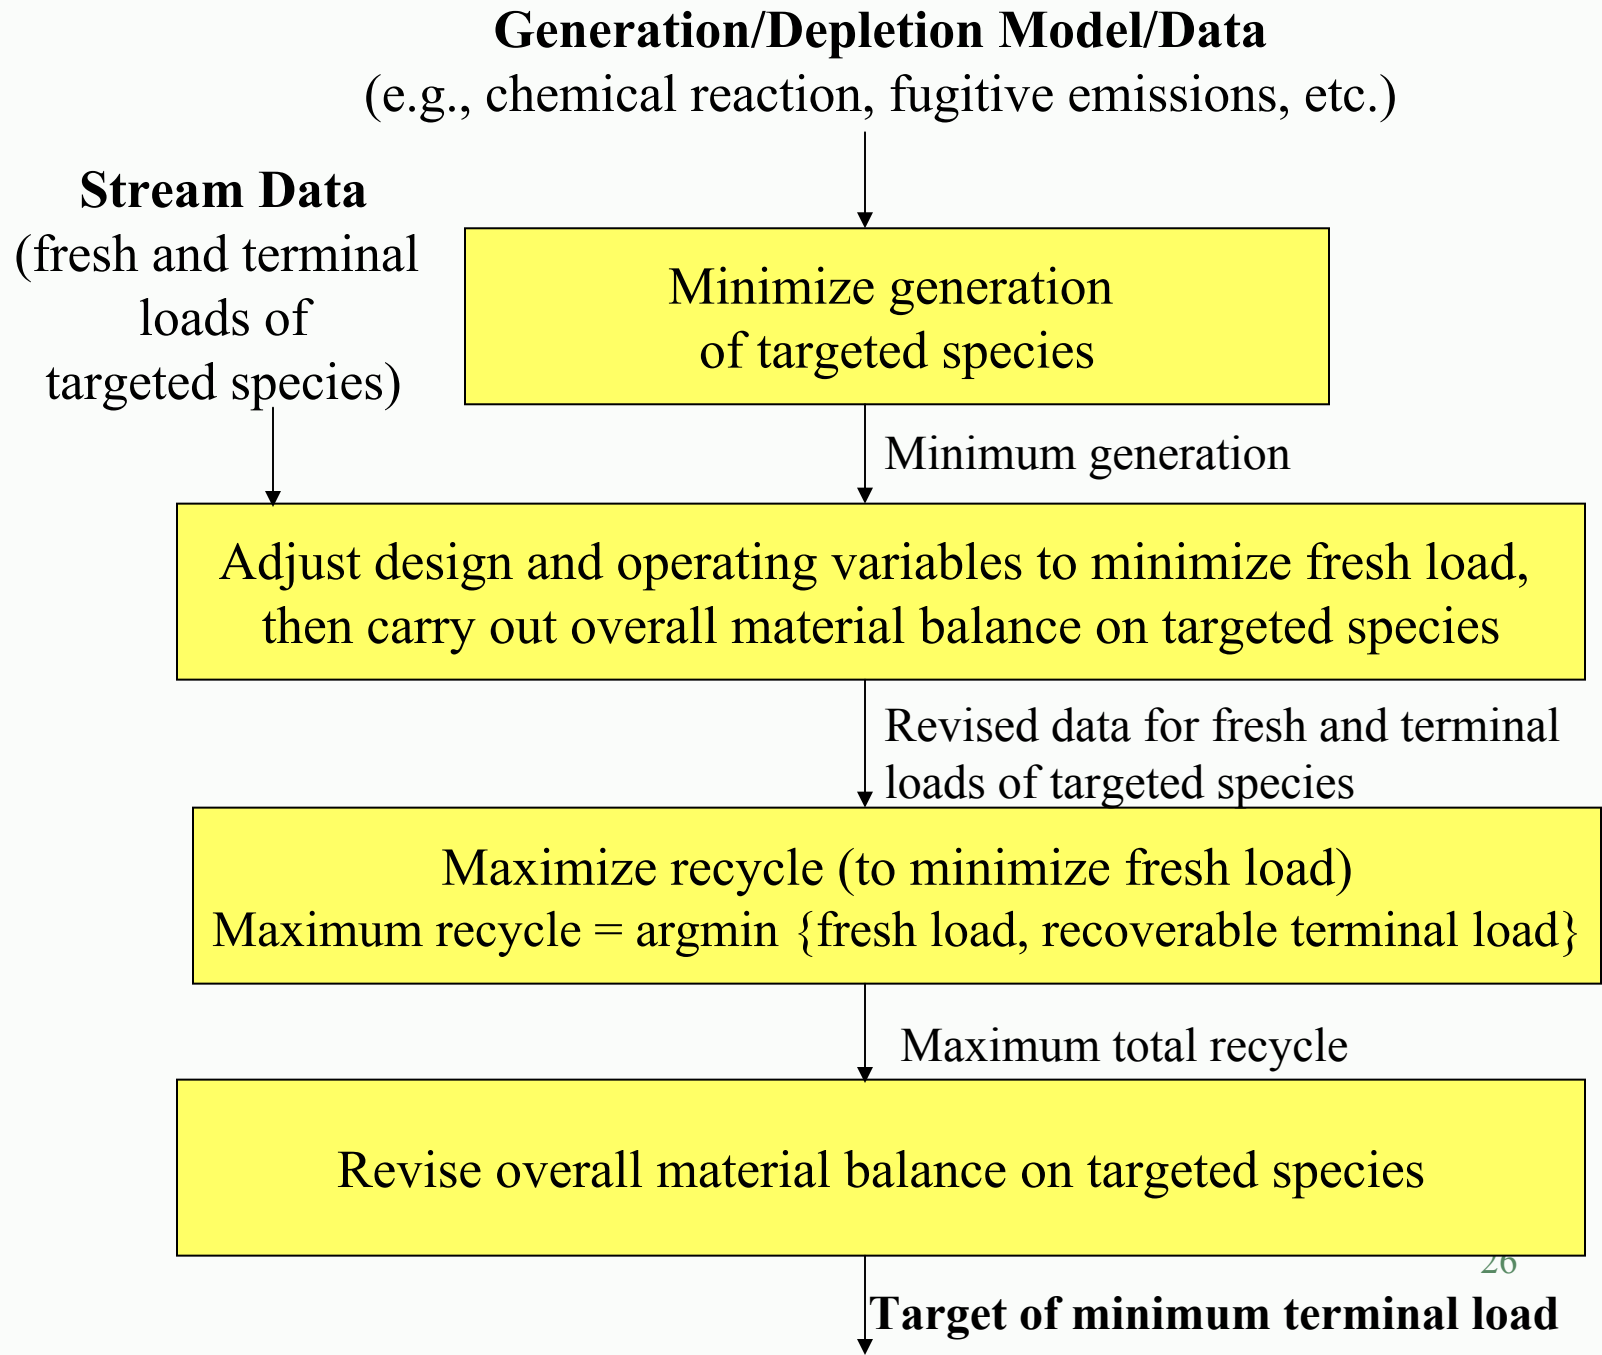 Generation/Depletion Model/Data
(e.g., chemical reaction, fugitive emissions, etc.)
Stream Data
(fresh and terminal
loads of
targeted species)
Minimize generation
of targeted species
Minimum generation
Adjust design and operating variables to minimize fresh load,
then carry out overall material balance on targeted species
Revised data for fresh and terminal
loads of targeted species
Maximize recycle (to minimize fresh load)
Maximum recycle = argmin {fresh load, recoverable terminal load}
Maximum total recycle
Revise overall material balance on targeted species
26
Target of minimum terminal load